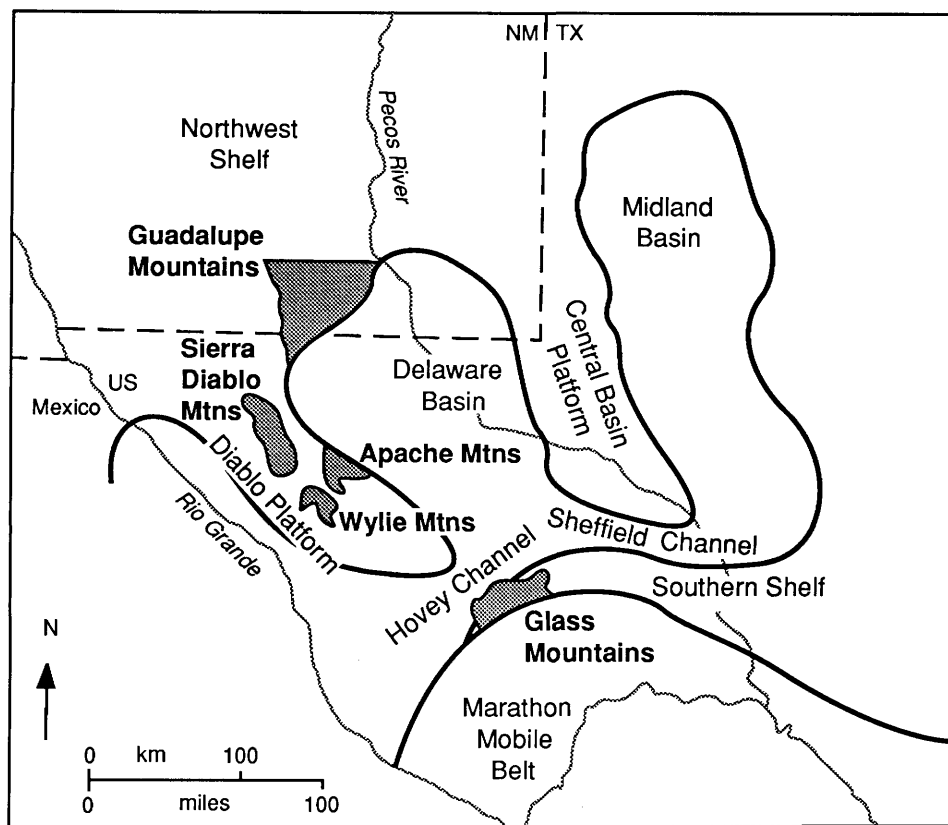 NM TX
Pecos River
Northwest
Shelf
Midland
Basin
Guadalupe
Mountains
Central Basin
Platform
Sierra
Diablo
Mtns
US
Mexico
Delaware
Basin
Apache Mtns
Diablo Platform
Wylie Mtns
Rio Grande
Sheffield Channel
Hovey Channel
Southern Shelf
Glass
Mountains
N
Marathon
Mobile
Belt
0 km 100
0 miles 100